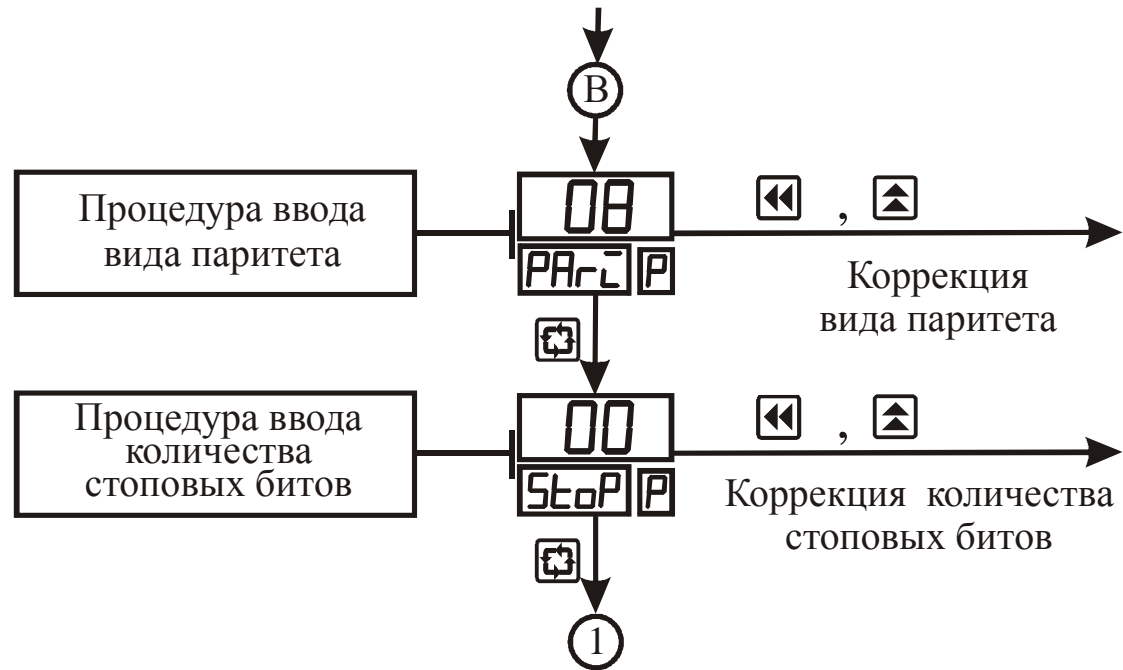 В
Процедура ввода
вида паритета
08
PAri P
,
Коррекция
вида паритета
Процедура ввода
количества
стоповых битов
00
StoP P
,
Коррекция количества
стоповых битов
1